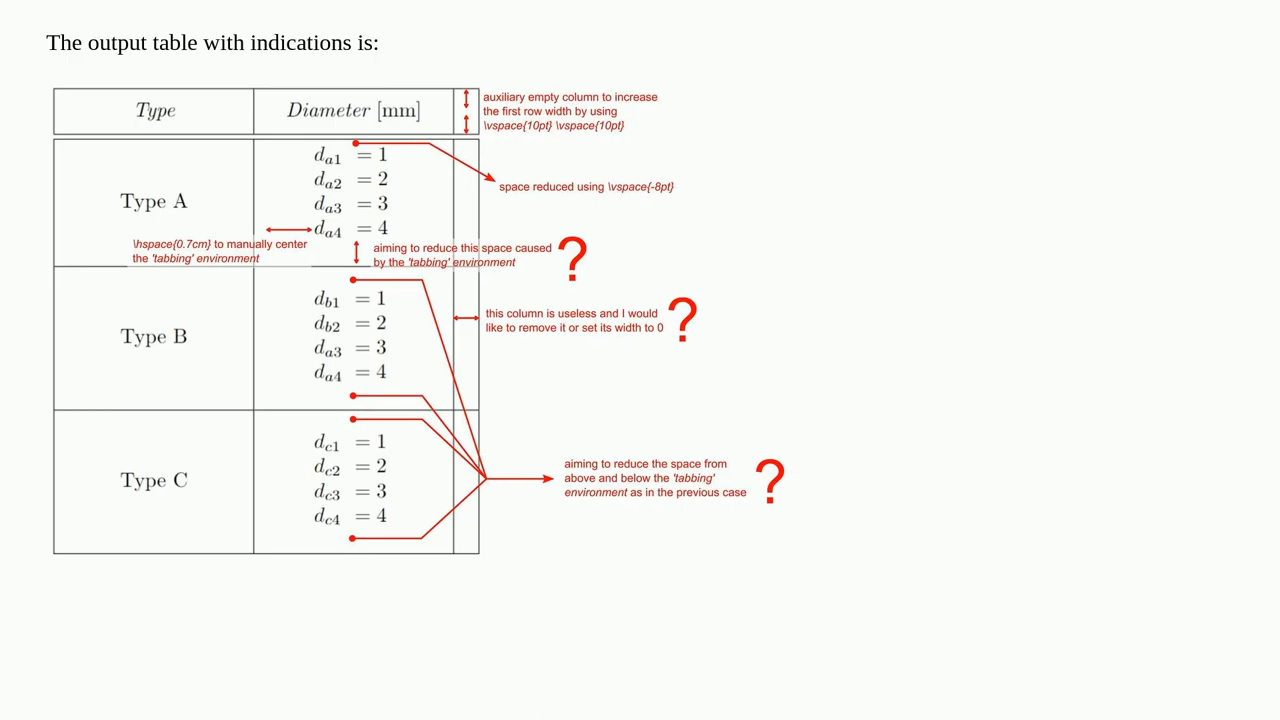 The output table with indications is:
Type
Diameter [mm]
auxiliary empty column to increase
the first row width by using
\vspace{10pt} \vspace{10pt}
Type A
d_{a1} = 1
d_{a2} = 2
d_{a3} = 3
d_{a4} = 4
space reduced using \vspace{-8pt}
\hspace{0.7cm} to manually center
the 'tabbing' environment
aiming to reduce this space caused
by the 'tabbing' environment
?
Type B
d_{b1} = 1
d_{b2} = 2
d_{a3} = 3
d_{a4} = 4
this column is useless and I would
like to remove it or set its width to 0
?
Type C
d_{c1} = 1
d_{c2} = 2
d_{c3} = 3
d_{c4} = 4
aiming to reduce the space from
above and below the 'tabbing'
environment as in the previous case
?